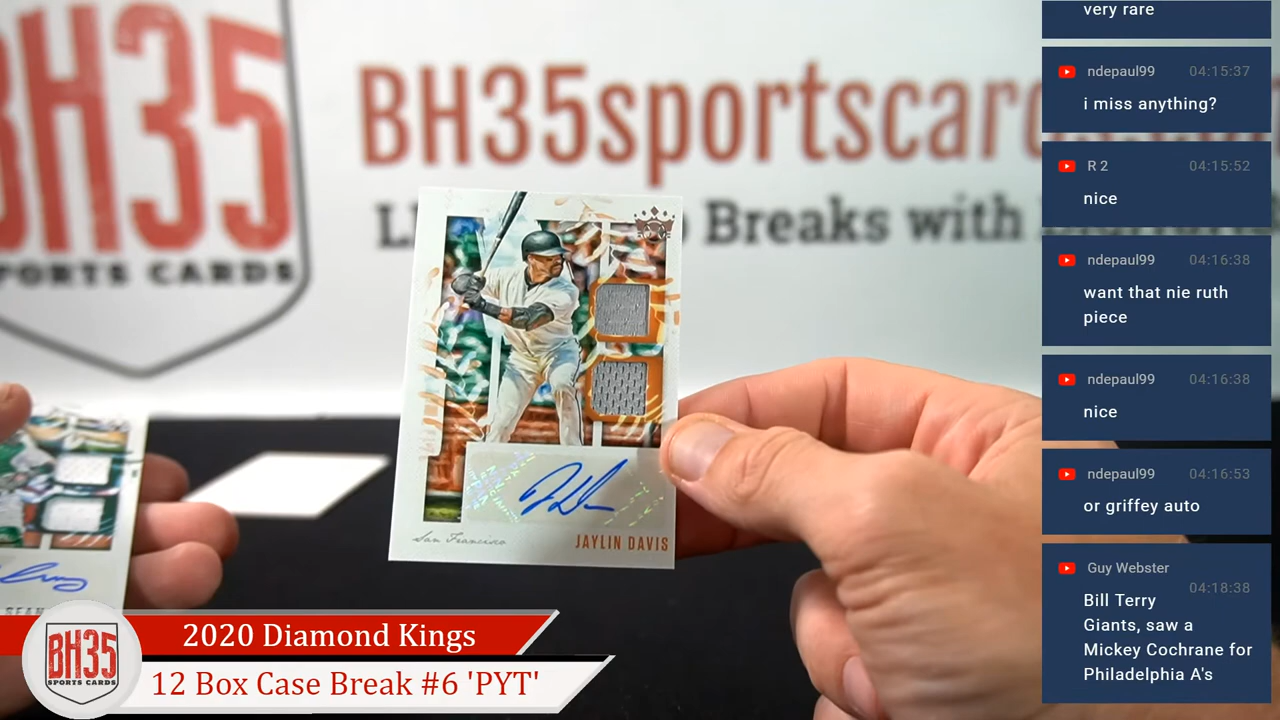 BH35
SPORTS CARDS
BH35sportscar
Breaks with
San Francisco
JAYLIN DAVIS
SEAN
BH35
SPORTS CARDS
2020 Diamond Kings
12 Box Case Break #6 'PYT'
very rare
ndepaul99 04:15:37
i miss anything?
R 2 04:15:52
nice
ndepaul99 04:16:38
want that nie ruth
piece
ndepaul99 04:16:38
nice
ndepaul99 04:16:53
or griffey auto
Guy Webster
04:18:38
Bill Terry
Giants, saw a
Mickey Cochrane for
Philadelphia A's